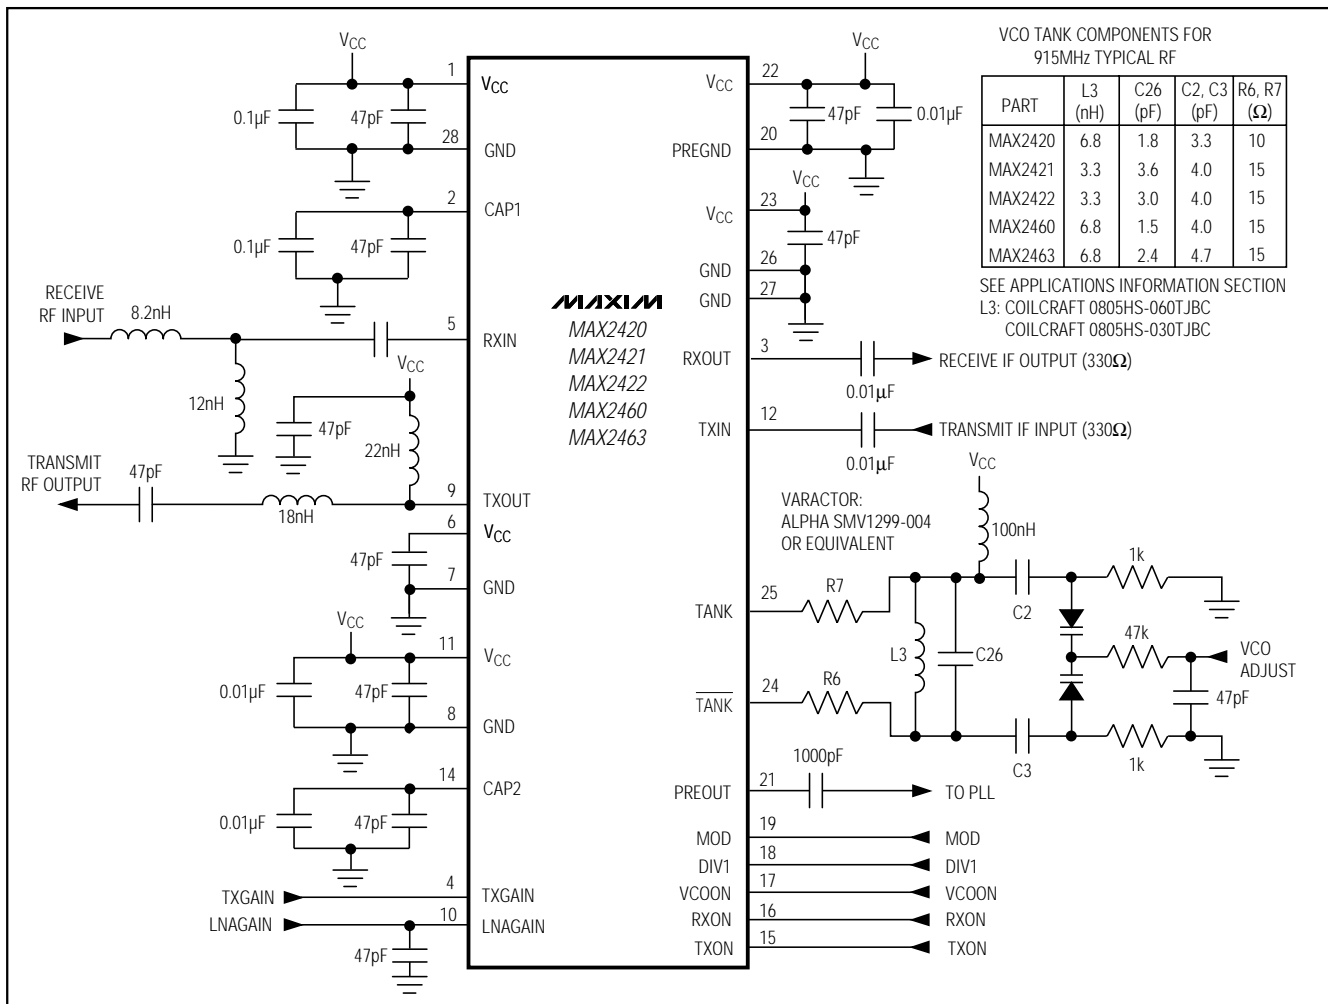 VCC
1
VCC
0.1µF
47pF
28
GND
2
CAP1
0.1µF
47pF
RECEIVE
RF INPUT
8.2nH
5
RXIN
12nH
VCC
47pF
22nH
TRANSMIT
RF OUTPUT
47pF
18nH
9
TXOUT
6
VCC
47pF
7
GND
VCC
11
VCC
0.01µF
47pF
8
GND
14
CAP2
0.01µF
47pF
TXGAIN
4
TXGAIN
LNAGAIN
10
LNAGAIN
47pF
MAXIM
MAX2420
MAX2421
MAX2422
MAX2460
MAX2463
VCC
VCC
22
47pF
0.01µF
PREGND
20
VCC
VCC
23
47pF
GND
26
GND
27
RXOUT
3
0.01µF
RECEIVE IF OUTPUT (330Ω)
TXIN
12
0.01µF
TRANSMIT IF INPUT (330Ω)
VARACTOR:
ALPHA SMV1299-004
OR EQUIVALENT
VCC
100nH
TANK
25
R7
L3
C26
C2
1k
47k
VCO
ADJUST
47pF
TANK
24
R6
C3
1k
PREOUT
21
1000pF
TO PLL
MOD
19
MOD
DIV1
18
DIV1
VCOON
17
VCOON
RXON
16
RXON
TXON
15
TXON
VCO TANK COMPONENTS FOR
915MHz TYPICAL RF
PART L3 (nH) C26 (pF) C2, C3 (pF) R6, R7 (Ω)
MAX2420 6.8 1.8 3.3 10
MAX2421 3.3 3.6 4.0 15
MAX2422 3.3 3.0 4.0 15
MAX2460 6.8 1.5 4.0 15
MAX2463 6.8 2.4 4.7 15
SEE APPLICATIONS INFORMATION SECTION
L3: COILCRAFT 0805HS-060TJBC
COILCRAFT 0805HS-030TJBC